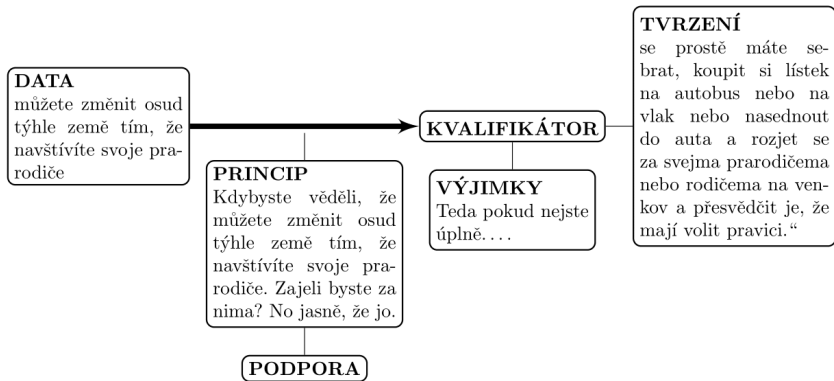 DATA
můžete změnit osud
týhle země tím, že
navštívíte svoje pra-
rodiče
PRINCIP
Kdybyste věděli, že
můžete změnit osud
týhle země tím, že
navštívíte svoje pra-
rodiče. Zajeli byste za
nima? No jasně, že jo.
PODPORA
KVALIFIKÁTOR
VÝJIMKY
Teda pokud nejste
úplně. . . .
TVRZENÍ
se prostě máte se-
brat, koupit si lístek
na autobus nebo na
vlak nebo nasednout
do auta a rozjet se
za svejma prarodičema
nebo rodičema na ven-
kov a přesvědčit je, že
mají volit pravici.“